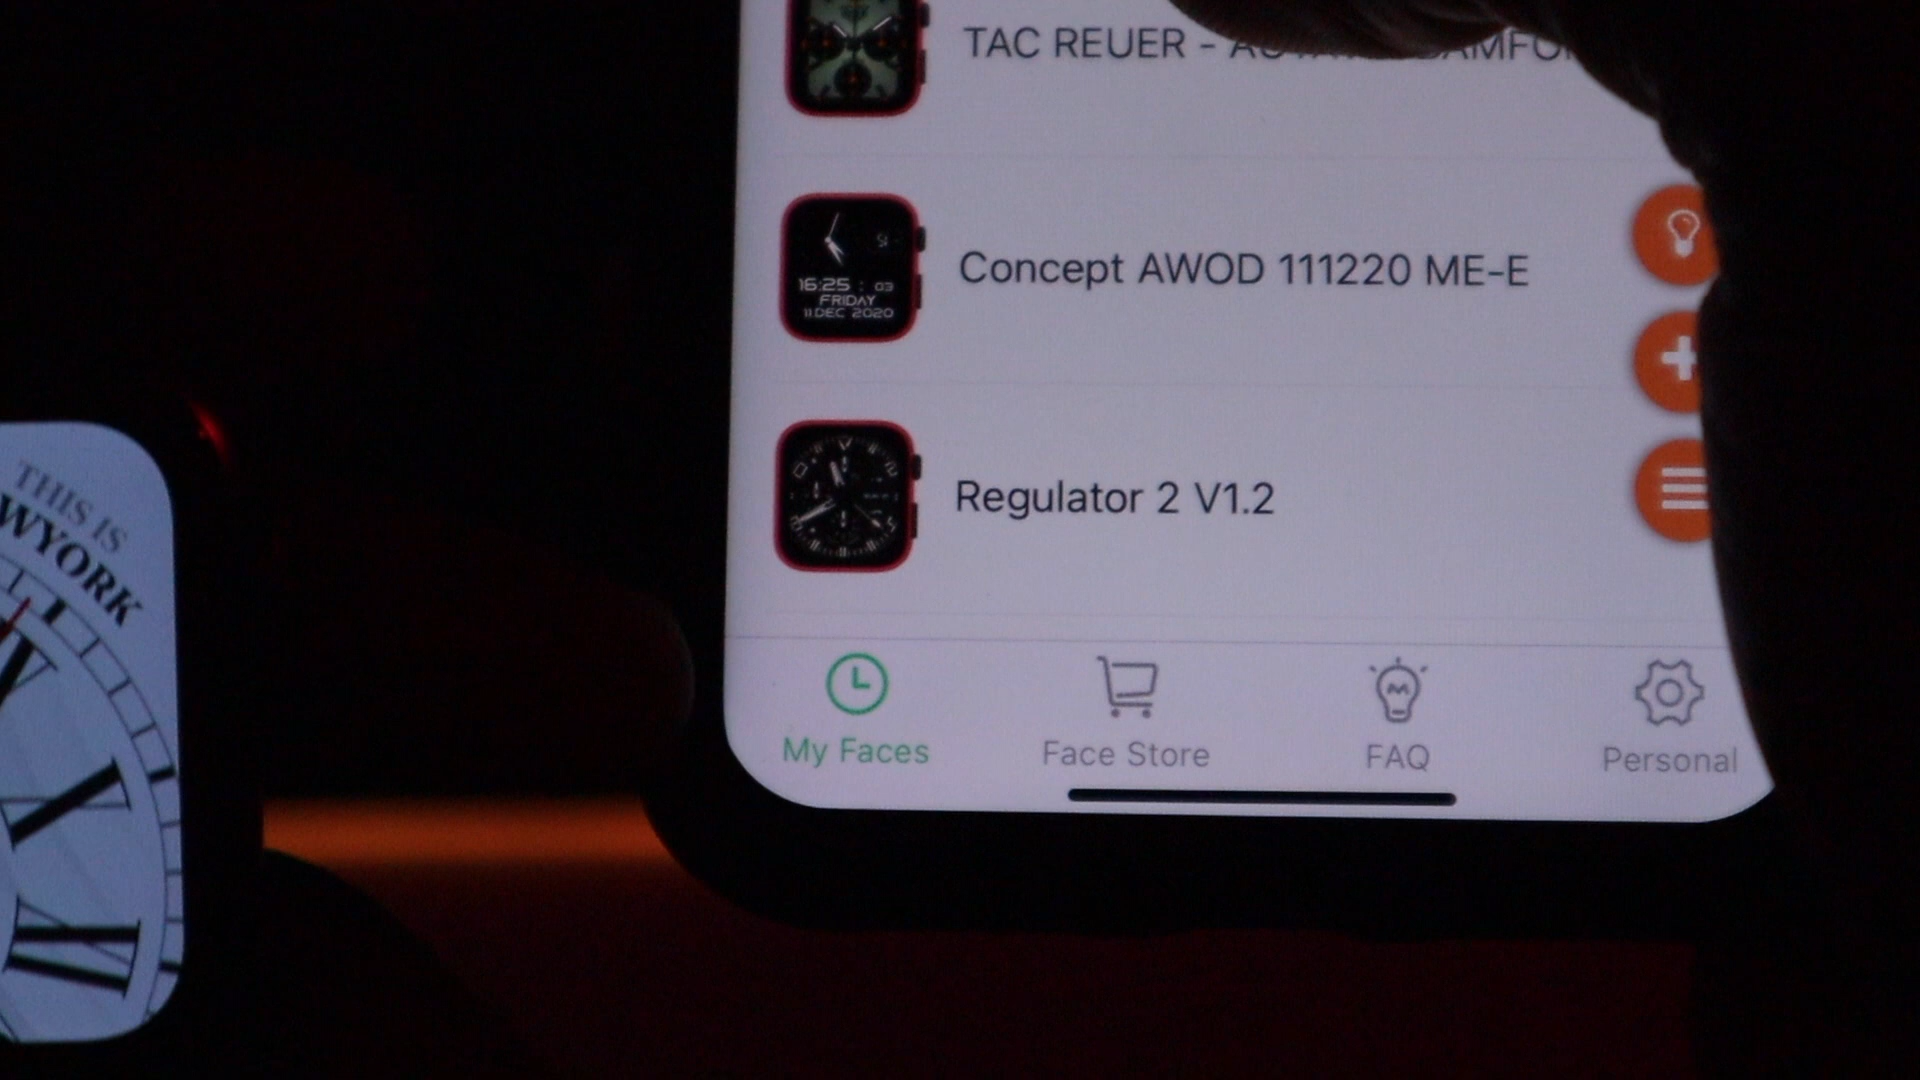 TAC REUER -
Concept AWOD 111220 ME-E
16:25 : 03
FRIDAY
11 DEC 2020
Regulator 2 V1.2
My Faces
Face Store
FAQ
Personal
THIS IS
WYORK